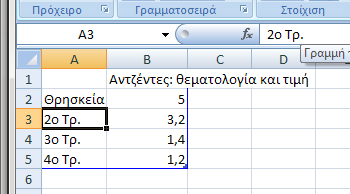 Πρόχειρο Γραμματοσειρά Στοίχιση
A3 fx 2ο Τρ.
Γραμμή τ
A B C D E
1 Αντζέντες: θεματολογία και τιμή
2 Θρησκεία 5
3 2ο Τρ. 3,2
4 3ο Τρ. 1,4
5 4ο Τρ. 1,2
6